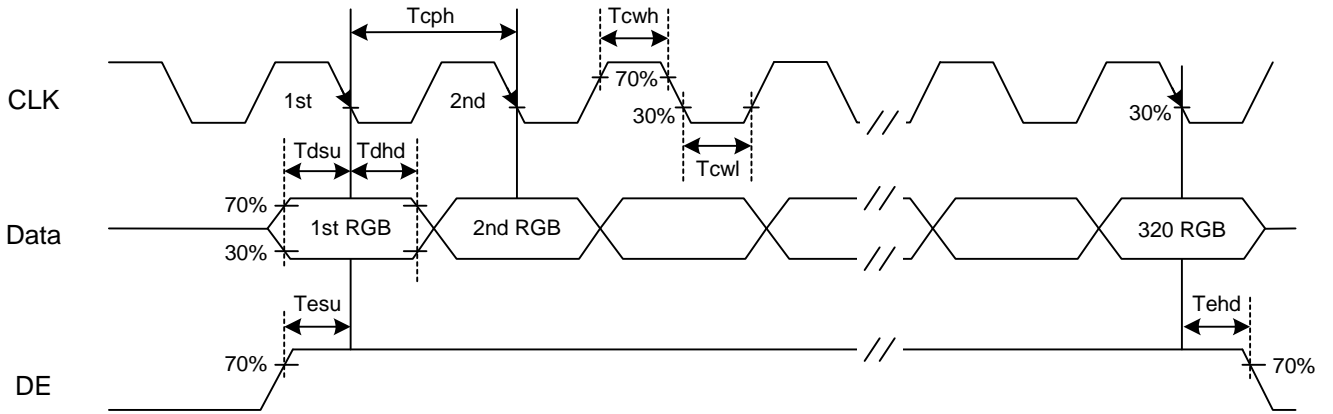 Tcph
Tcwh
CLK
1st
2nd
70%
30%
30%
Tdsu
Tdhd
Tcwl
Data
70%
30%
1st RGB
2nd RGB
320 RGB
Tesu
Tehd
DE
70%
70%